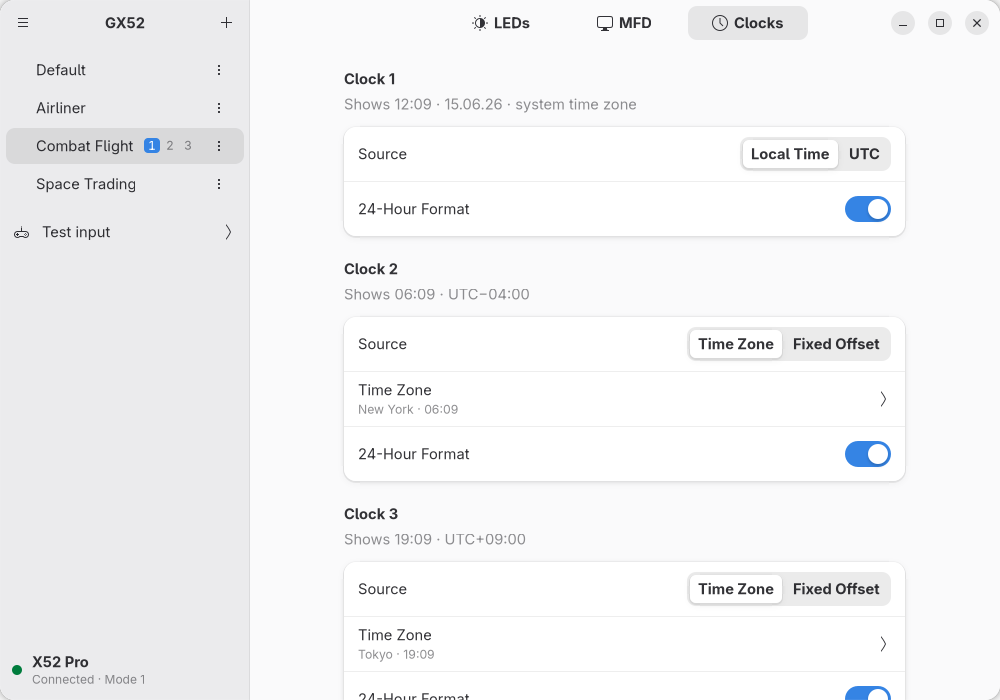 GX52
LEDs
MFD
Clocks
Default
Airliner
Combat Flight 1 2 3
Space Trading
Test input
X52 Pro
Connected · Mode 1
Clock 1
Shows 12:09 · 15.06.26 · system time zone
Source
Local Time
UTC
24-Hour Format
Clock 2
Shows 06:09 · UTC−04:00
Source
Time Zone
Fixed Offset
Time Zone
New York · 06:09
24-Hour Format
Clock 3
Shows 19:09 · UTC+09:00
Source
Time Zone
Fixed Offset
Time Zone
Tokyo · 19:09
24-Hour Format